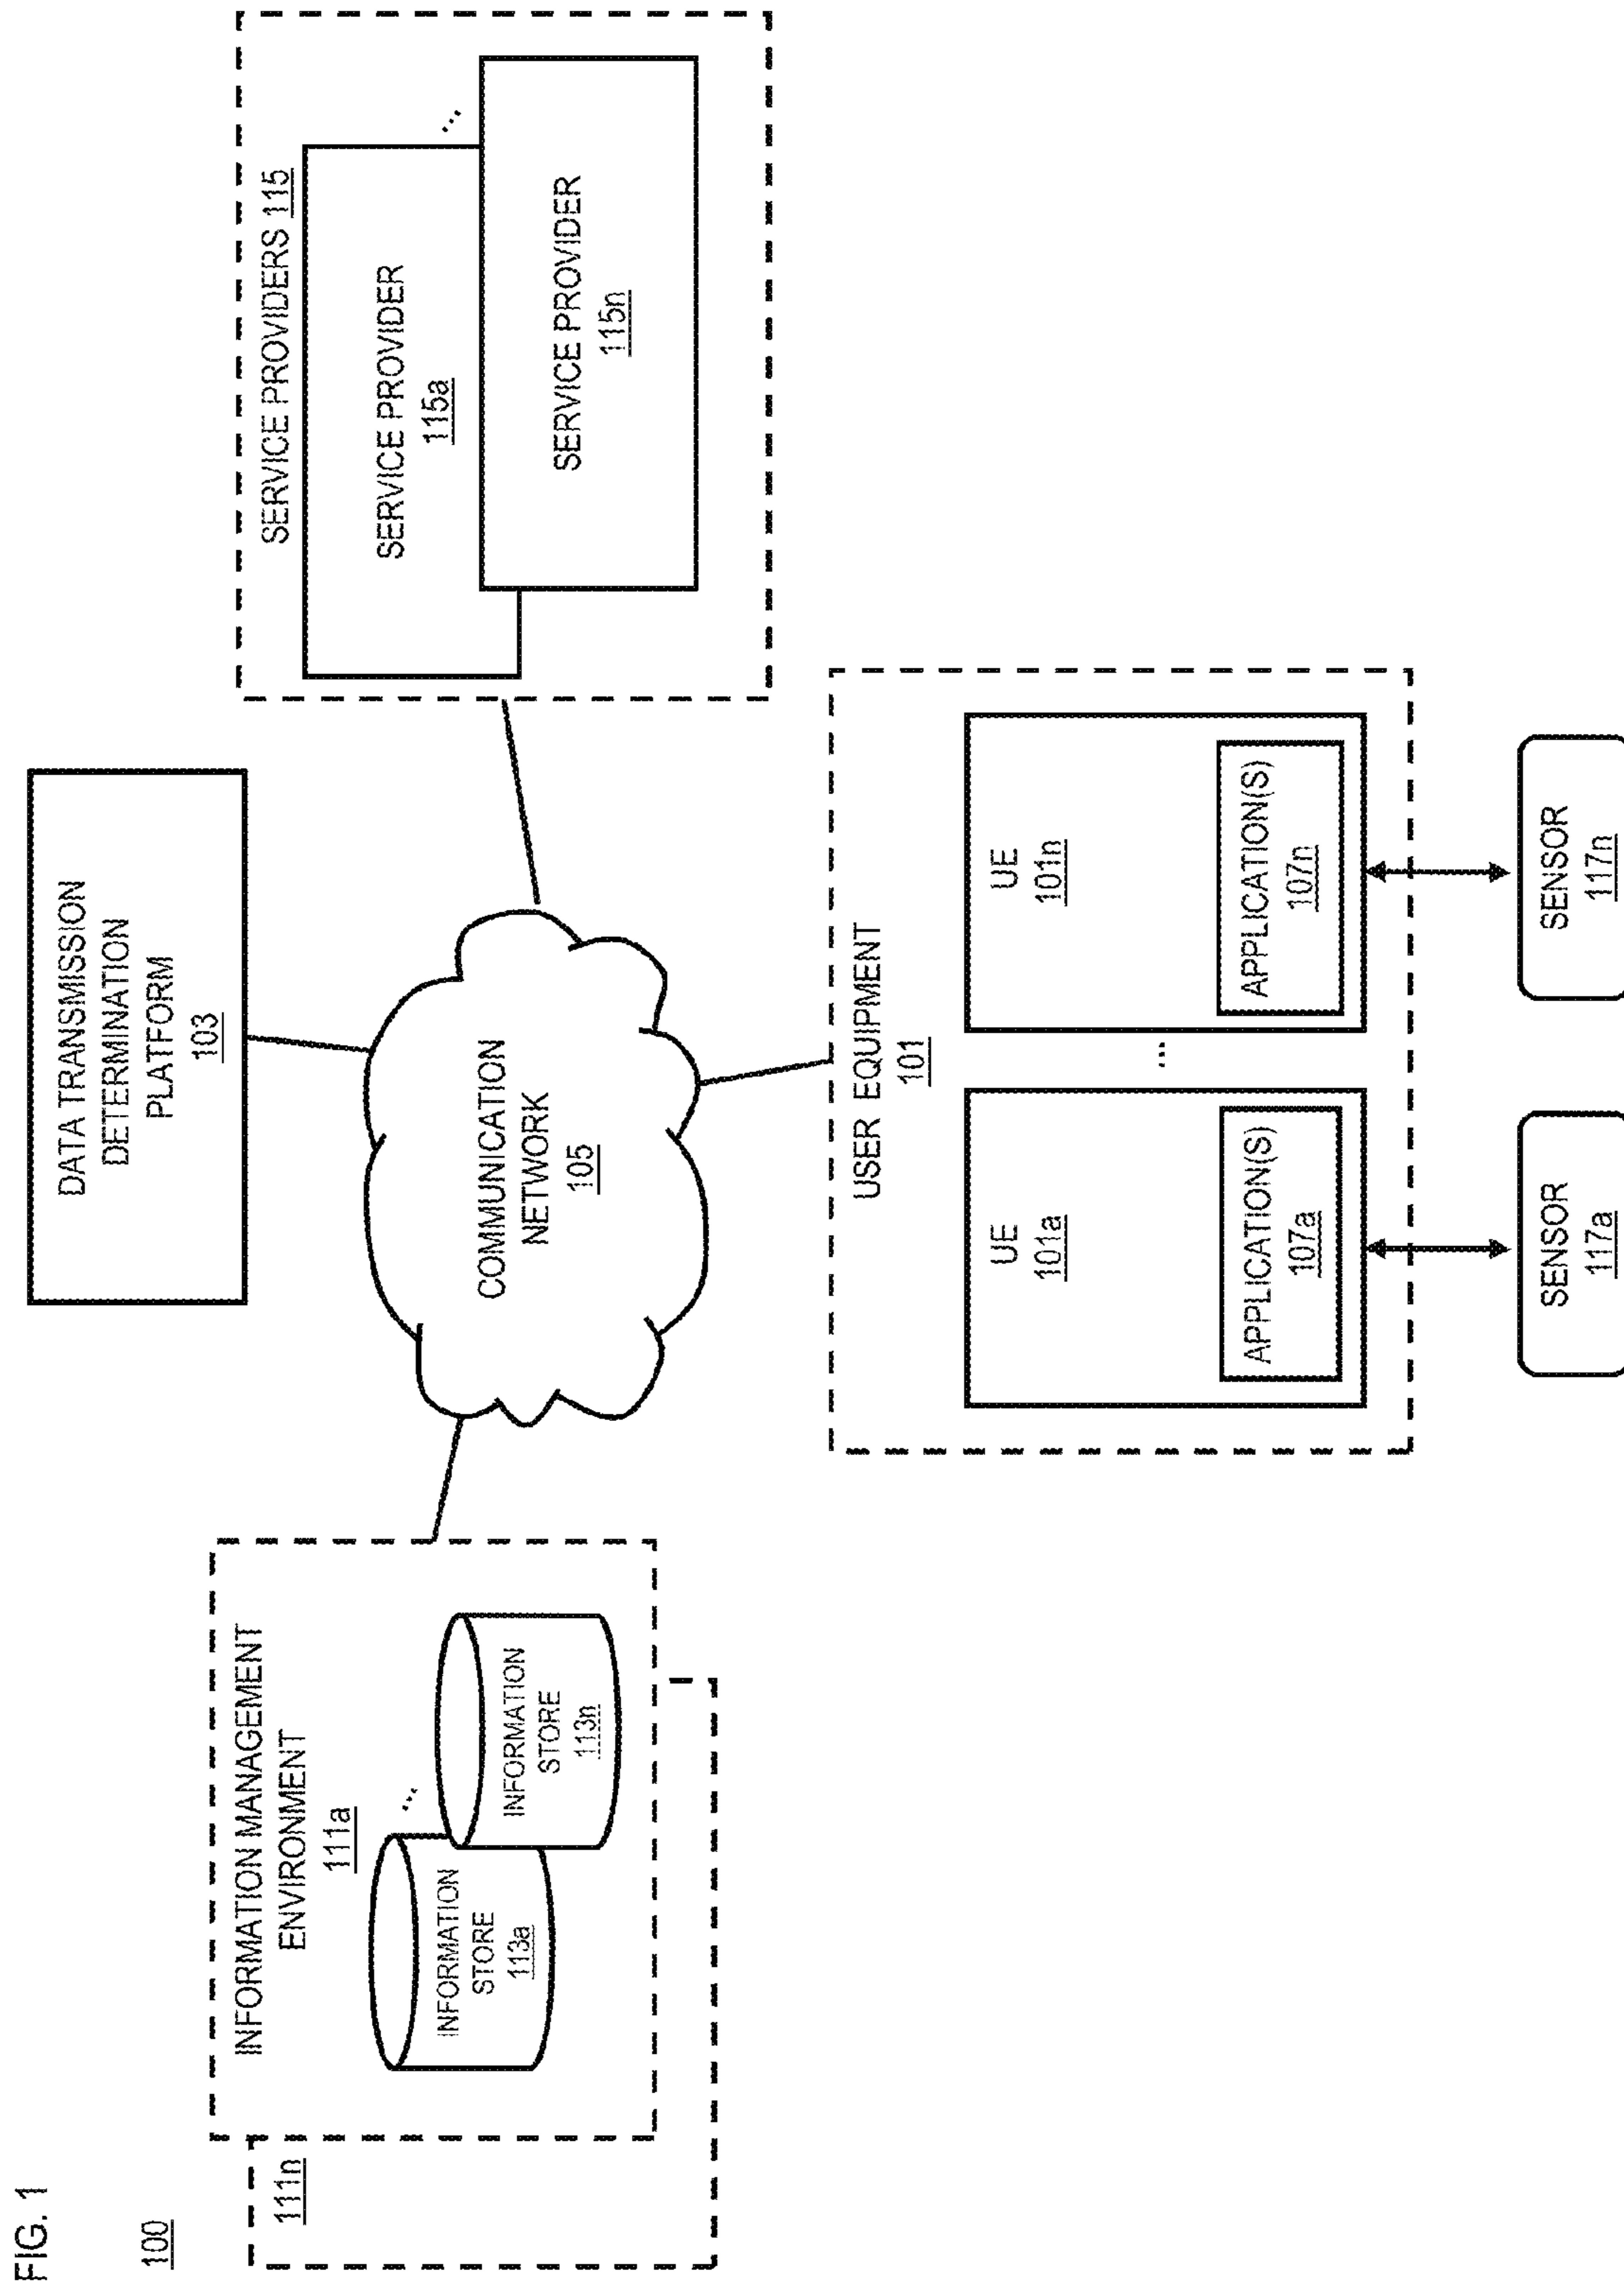 FIG. 1
100
DATA TRANSMISSION
DETERMINATION
PLATFORM
103
INFORMATION MANAGEMENT
ENVIRONMENT
111a
...
INFORMATION
STORE
113a
INFORMATION
STORE
113n
111n
COMMUNICATION
NETWORK
105
SERVICE PROVIDERS 115
SERVICE PROVIDER
115a
...
SERVICE PROVIDER
115n
USER EQUIPMENT
101
UE
101a
APPLICATION(S)
107a
...
UE
101n
APPLICATION(S)
107n
SENSOR
117a
SENSOR
117n